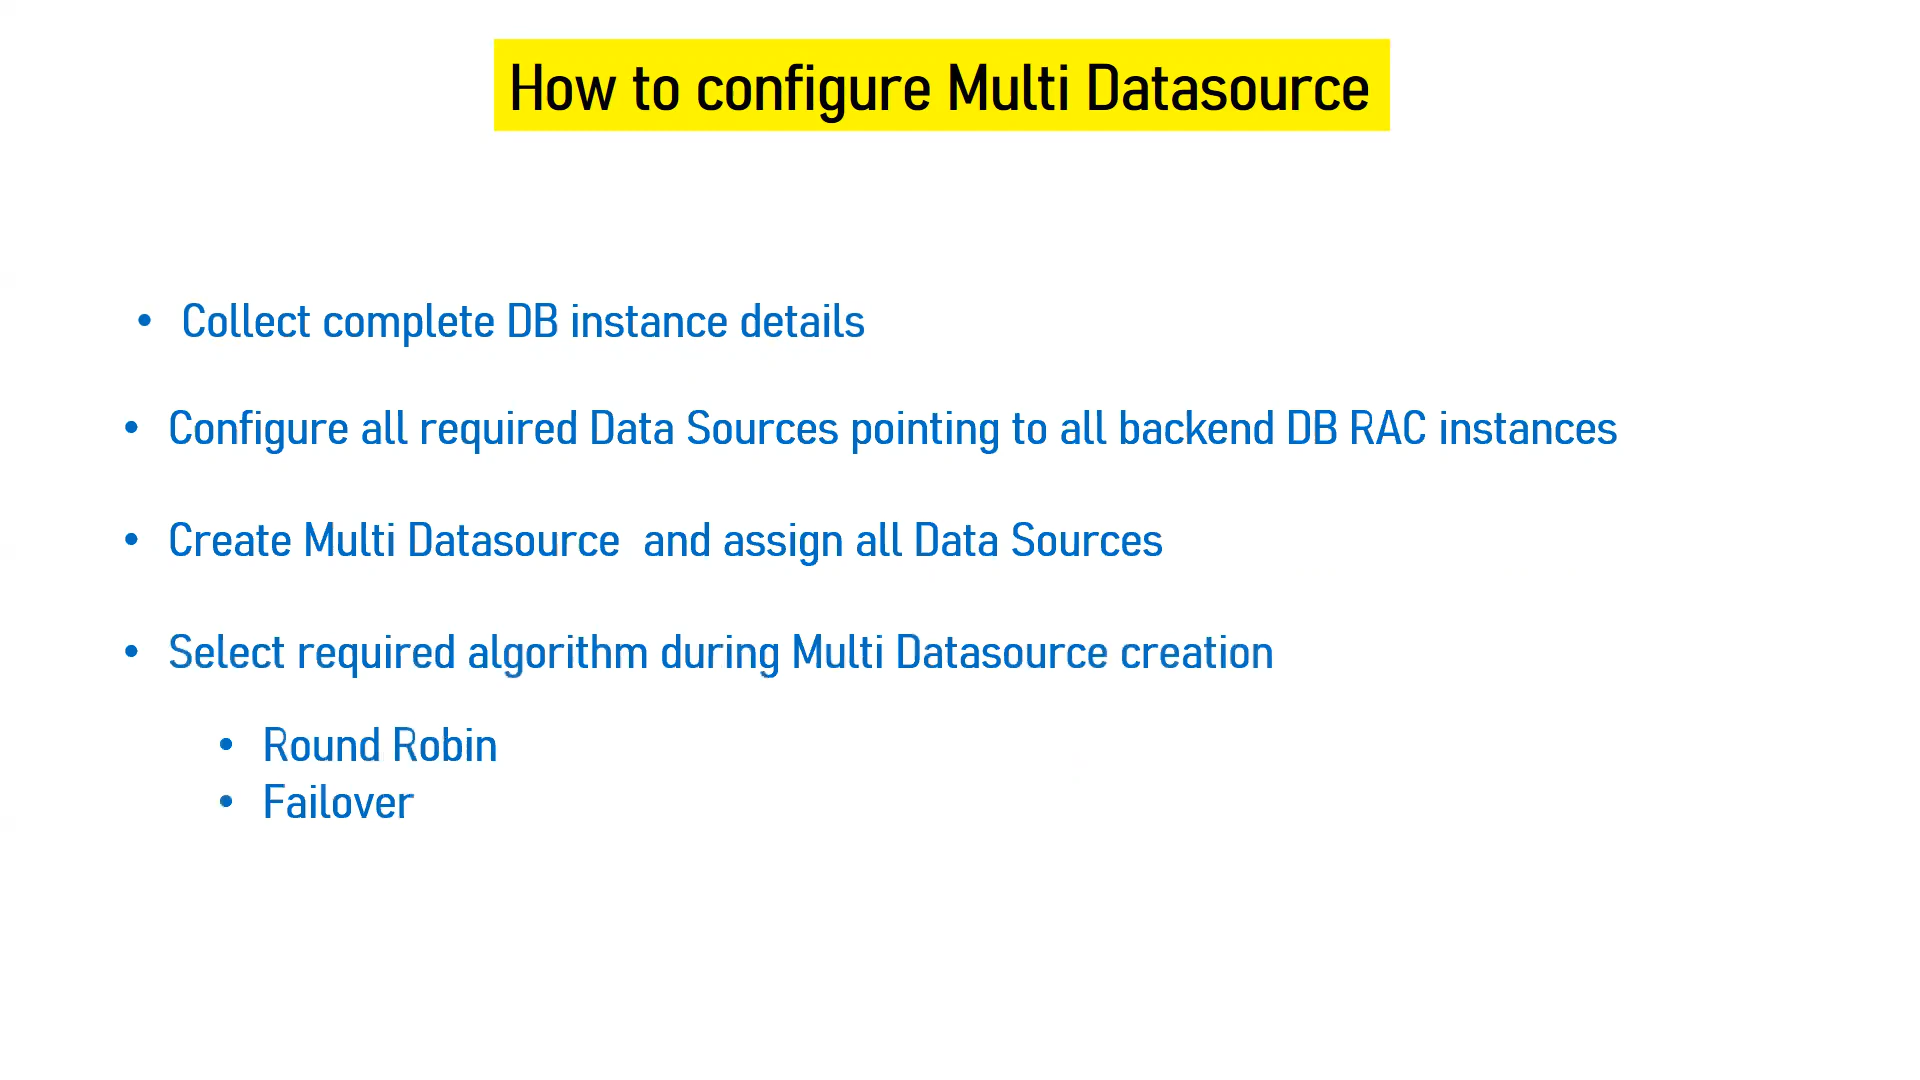 How to configure Multi Datasource
• Collect complete DB instance details
• Configure all required Data Sources pointing to all backend DB RAC instances
• Create Multi Datasource  and assign all Data Sources
• Select required algorithm during Multi Datasource creation
• Round Robin
• Failover